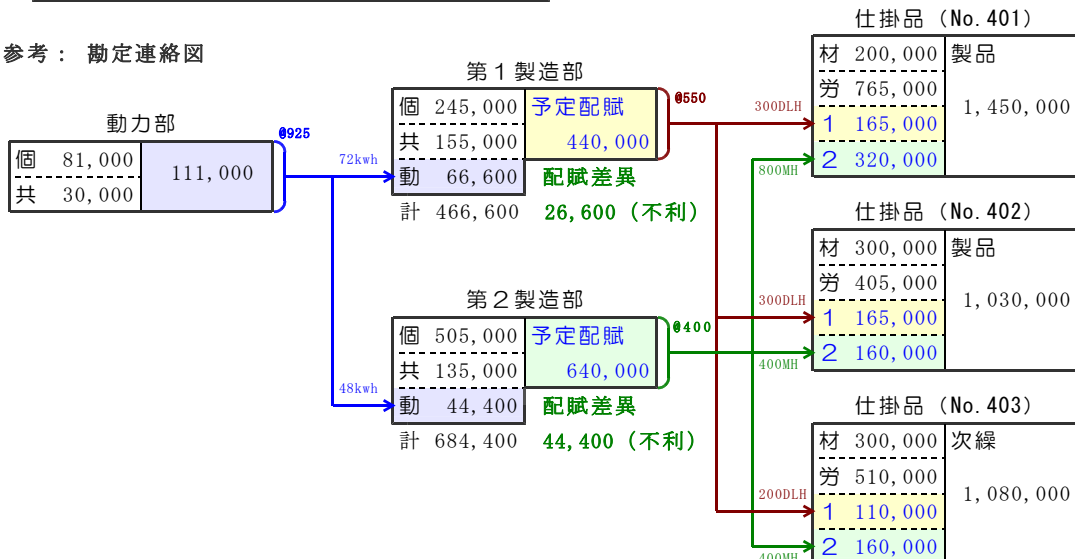 参考： 勘定連絡図
動力部
個 81,000
共 30,000
111,000
@925
72kwh
48kwh
第１製造部
個 245,000 予定配賦
共 155,000 440,000
動 66,600 配賦差異
計 466,600 26,600 (不利)
@550
第２製造部
個 505,000 予定配賦
共 135,000 640,000
動 44,400 配賦差異
計 684,400 44,400 (不利)
@400
仕掛品 (No.401)
材 200,000 製品
労 765,000
1,450,000
300DLH
１ 165,000
２ 320,000
800MH
仕掛品 (No.402)
材 300,000 製品
労 405,000
1,030,000
300DLH
１ 165,000
２ 160,000
400MH
仕掛品 (No.403)
材 300,000 次繰
労 510,000
1,080,000
200DLH
１ 110,000
２ 160,000
400MH